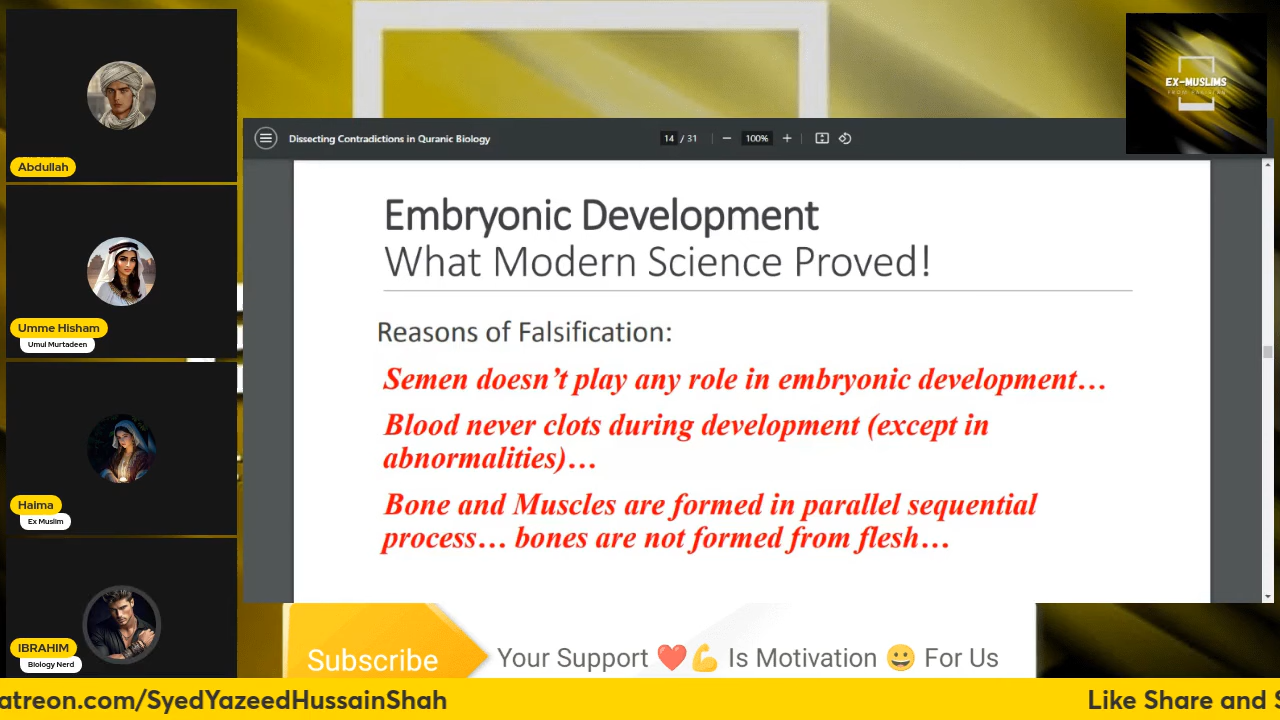 Abdullah
Umme Hisham
Umul Murtadeen
Haima
Ex Muslim
IBRAHIM
Biology Nerd
EX-MUSLIMS
FROM PAKISTAN
Dissecting Contradictions in Quranic Biology
14 / 31
100%
Embryonic Development
What Modern Science Proved!
Reasons of Falsification:
Semen doesn’t play any role in embryonic development…
Blood never clots during development (except in
abnormalities)…
Bone and Muscles are formed in parallel sequential
process… bones are not formed from flesh…
Subscribe
Your Support ❤️💪 Is Motivation 😀 For Us
atreon.com/SyedYazeedHussainShah
Like Share and S